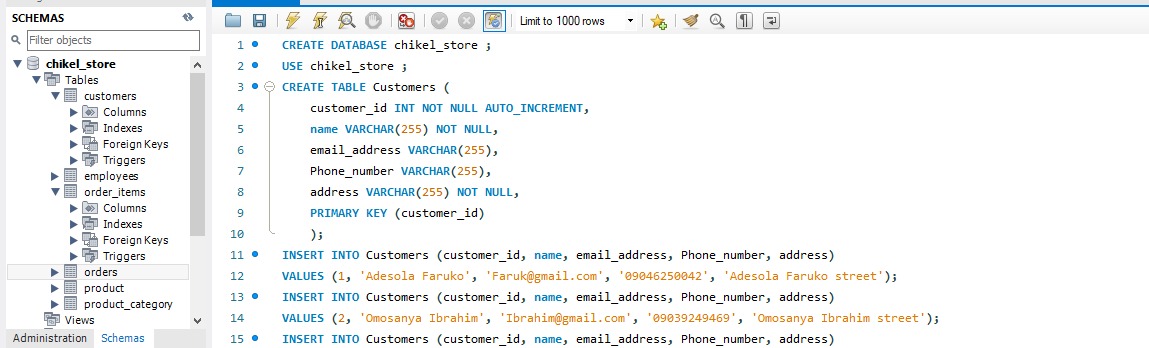 SCHEMAS
Filter objects
chikel_store
Tables
customers
Columns
Indexes
Foreign Keys
Triggers
employees
order_items
Columns
Indexes
Foreign Keys
Triggers
orders
product
product_category
Views
Administration Schemas
Limit to 1000 rows
1 CREATE DATABASE chikel_store ;
2 USE chikel_store ;
3 CREATE TABLE Customers (
4 customer_id INT NOT NULL AUTO_INCREMENT,
5 name VARCHAR(255) NOT NULL,
6 email_address VARCHAR(255),
7 Phone_number VARCHAR(255),
8 address VARCHAR(255) NOT NULL,
9 PRIMARY KEY (customer_id)
10 );
11 INSERT INTO Customers (customer_id, name, email_address, Phone_number, address)
12 VALUES (1, 'Adesola Faruko', 'Faruk@gmail.com', '09046250042', 'Adesola Faruko street');
13 INSERT INTO Customers (customer_id, name, email_address, Phone_number, address)
14 VALUES (2, 'Omosanya Ibrahim', 'Ibrahim@gmail.com', '09039249469', 'Omosanya Ibrahim street');
15 INSERT INTO Customers (customer_id, name, email_address, Phone_number, address)